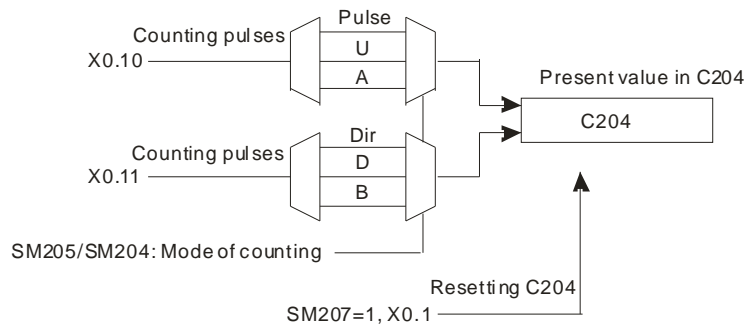 Pulse
Counting pulses
U
X0.10
A
Present value in C204
C204
Dir
Counting pulses
D
X0.11
B
SM205/SM204: Mode of counting
Resetting C204
SM207=1, X0.1